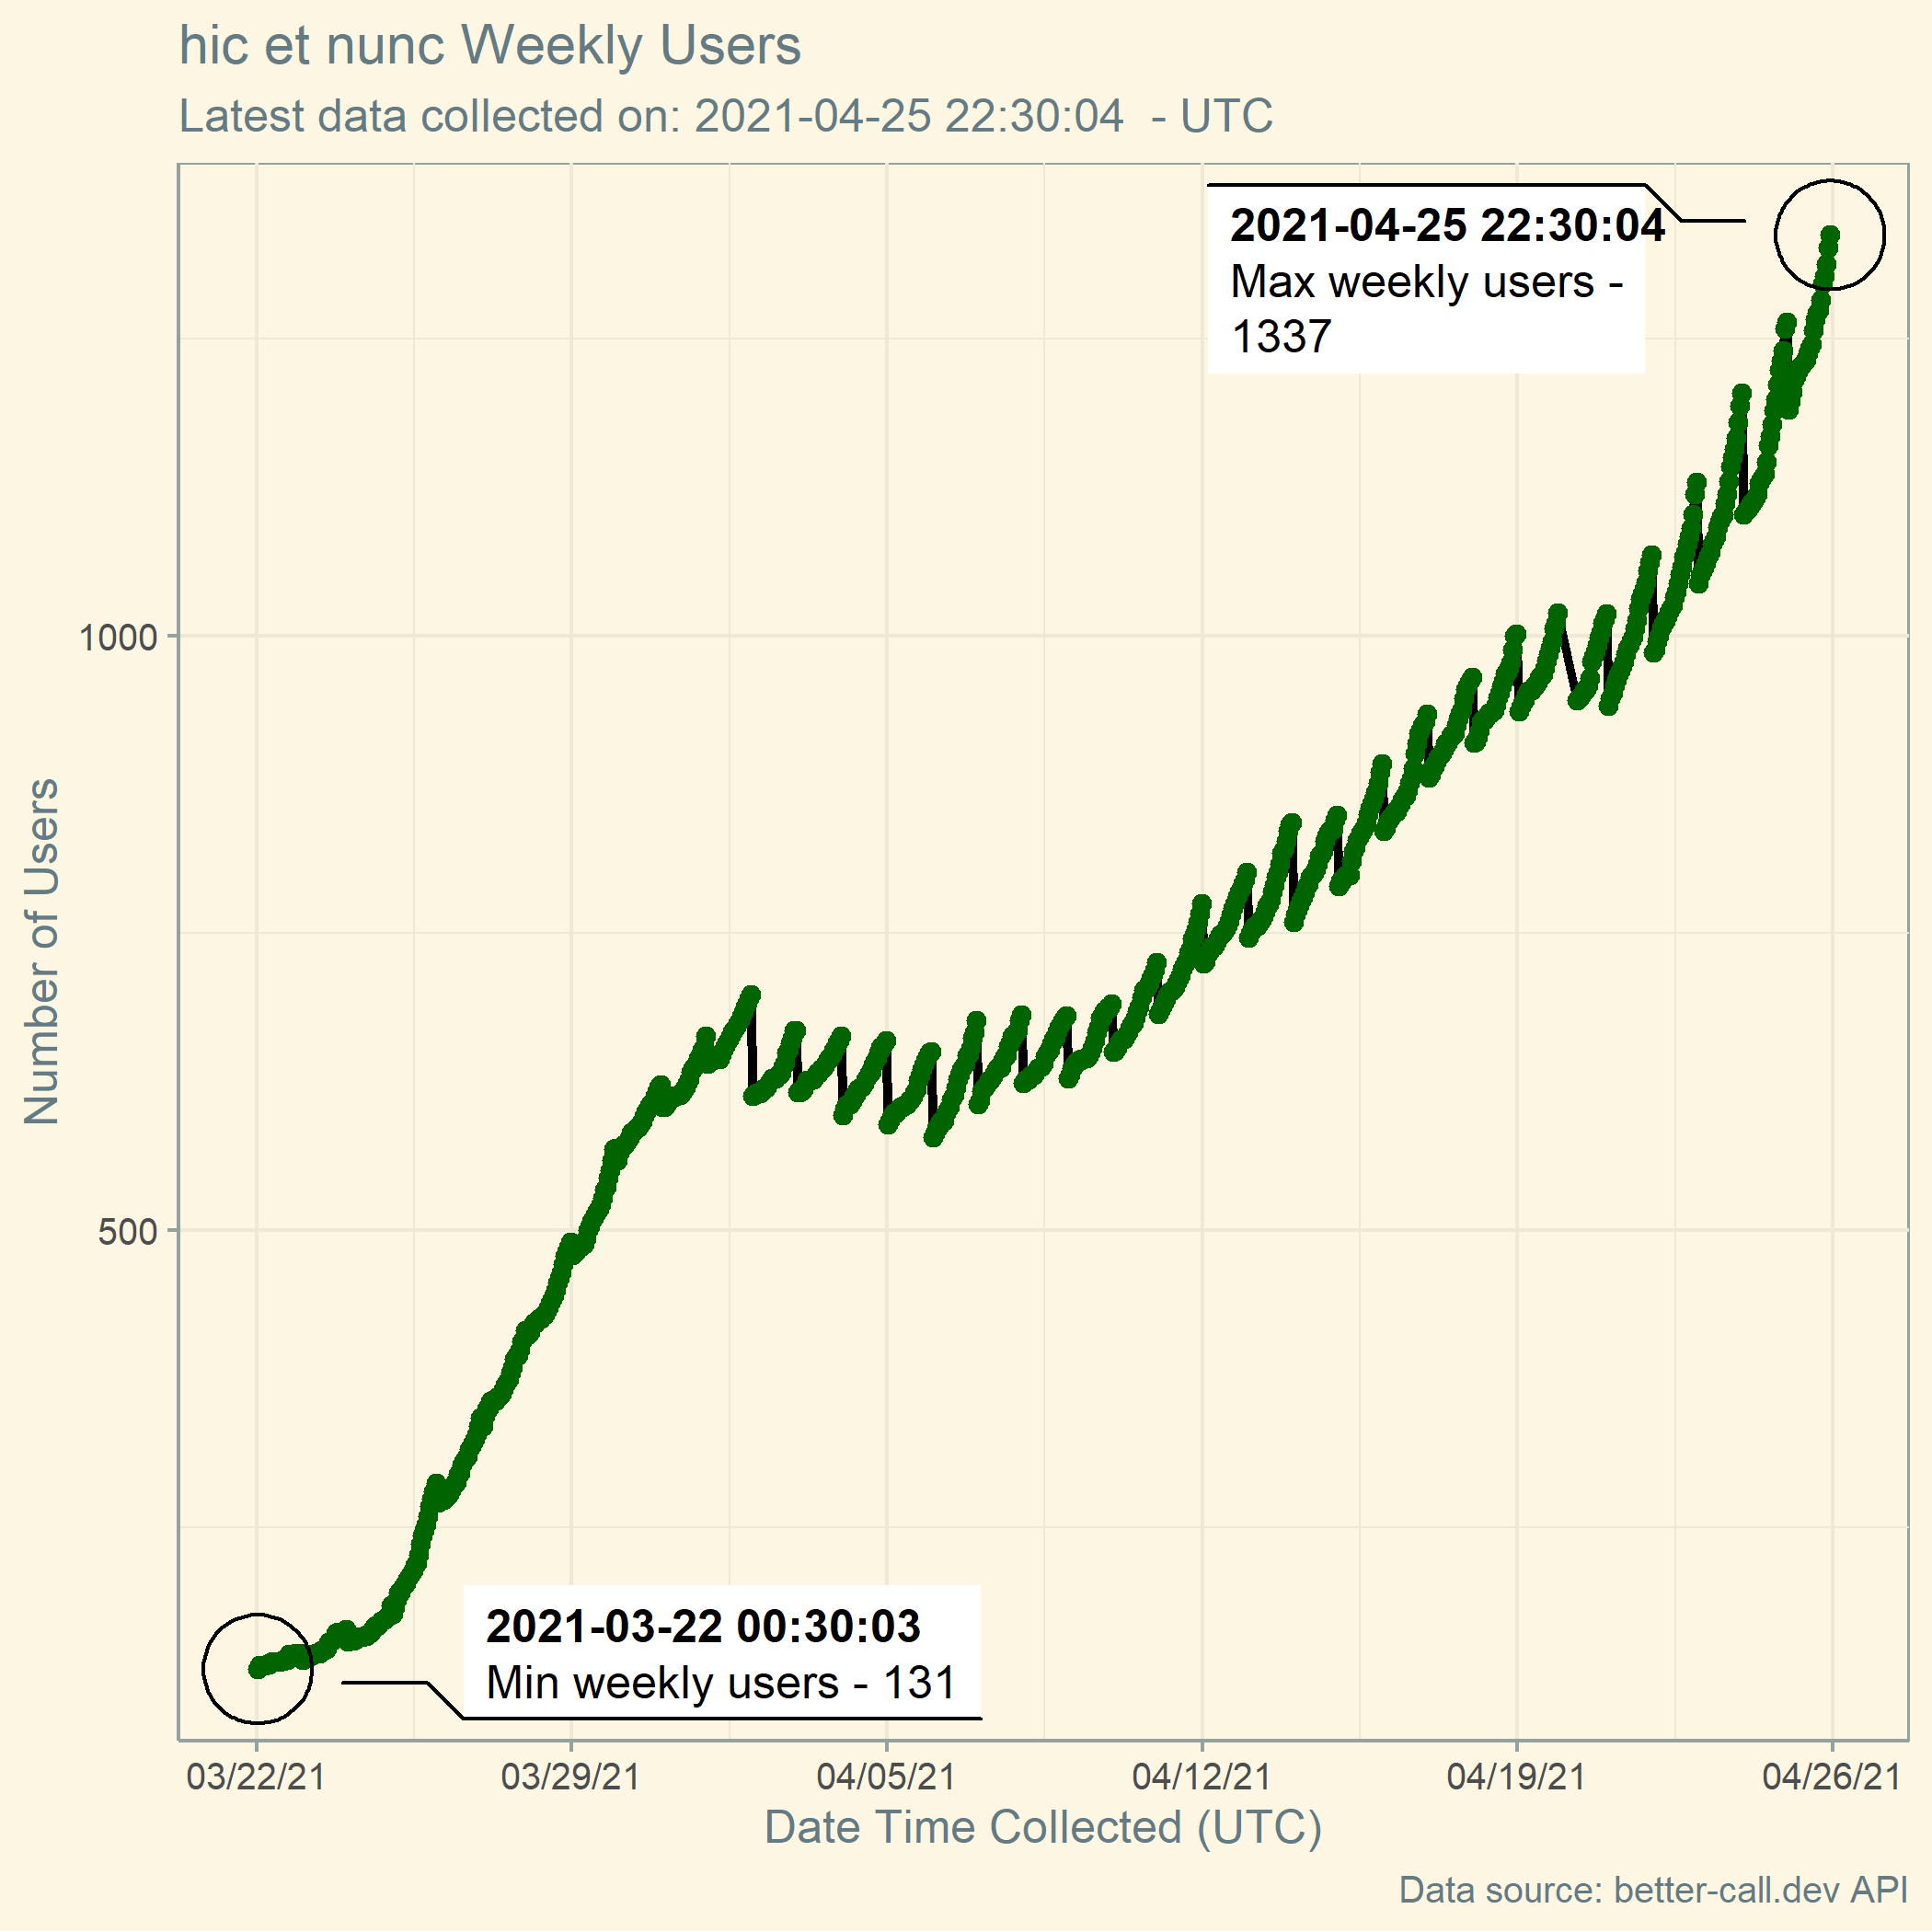 hic et nunc Weekly Users
Latest data collected on: 2021-04-25 22:30:04  - UTC
2021-04-25 22:30:04
Max weekly users -
1337
1000
Number of Users
500
2021-03-22 00:30:03
Min weekly users - 131
03/22/21 03/29/21 04/05/21 04/12/21 04/19/21 04/26/21
Date Time Collected (UTC)
Data source: better-call.dev API